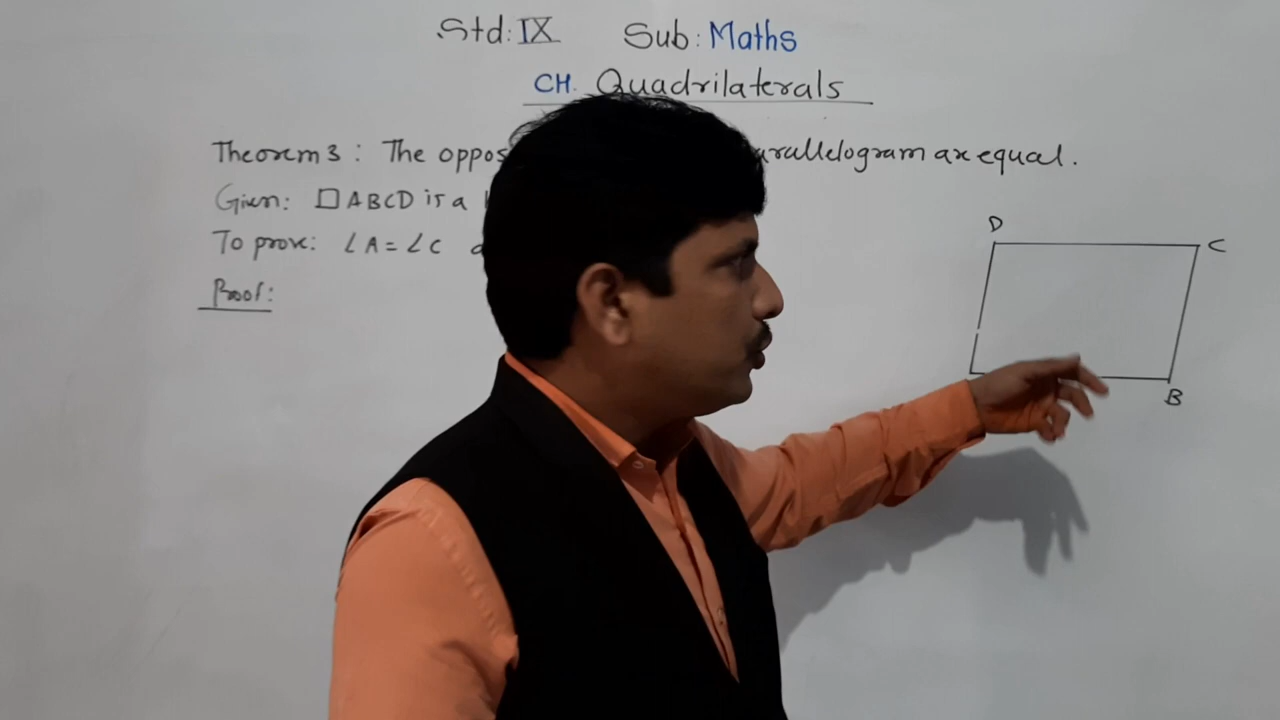 Std: IX Sub: Maths
CH. Quadrilaterals
Theorem 3 : The oppos rallelogram are equal.
Given: □ABCD is a
To prove: ∠A = ∠C
Proof:
D
C
B